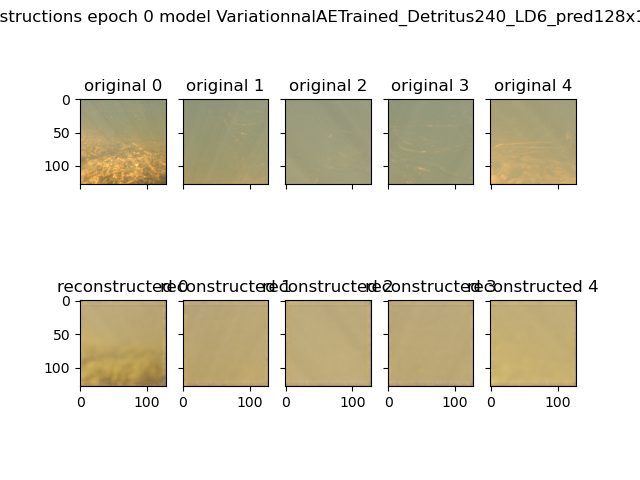 structions epoch 0 model VariationnalAETrained_Detritus240_LD6_pred128x1
original 0 original 1 original 2 original 3 original 4
0
50
100
reconstructed 0 reconstructed 1 reconstructed 2 reconstructed 3 reconstructed 4
0
50
100
0 100 0 100 0 100 0 100 0 100